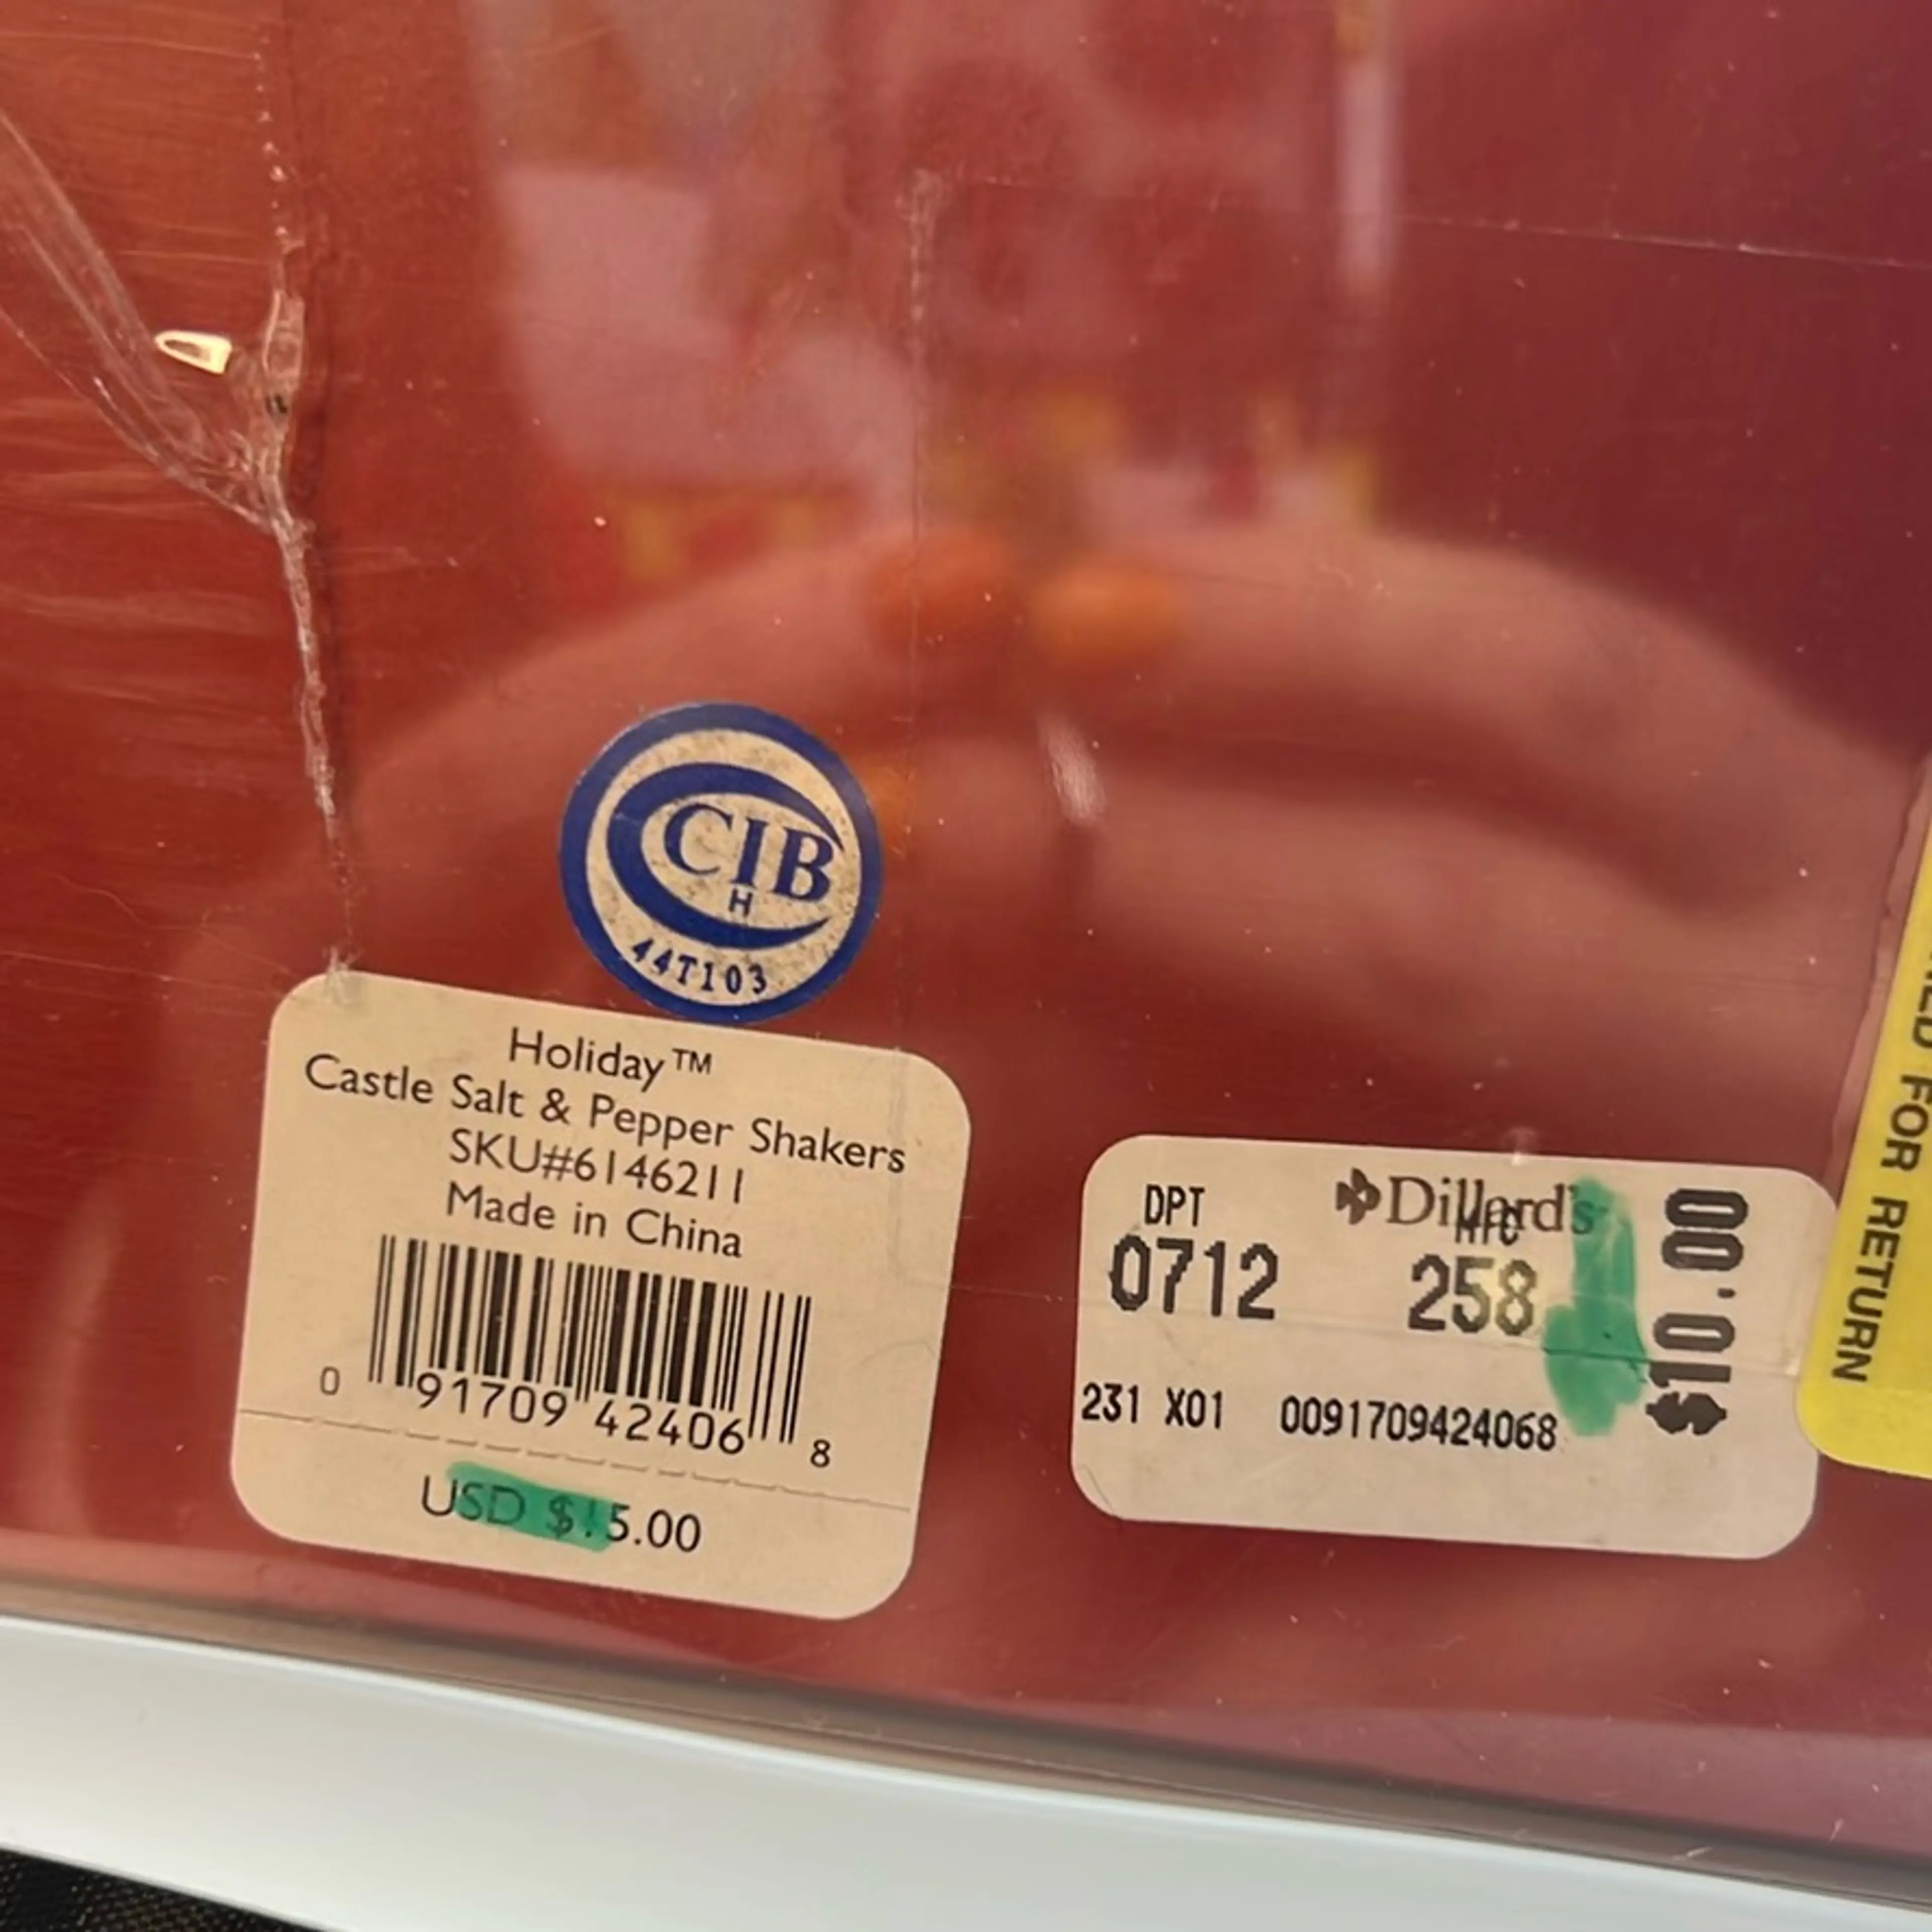 CIB
H
44T103
Holiday™
Castle Salt & Pepper Shakers
SKU#6146211
Made in China
0 91709 42406 8
USD $15.00
Dillard's
DPT
0712 258
$10.00
231 X01 0091709424068
FOR RETURN